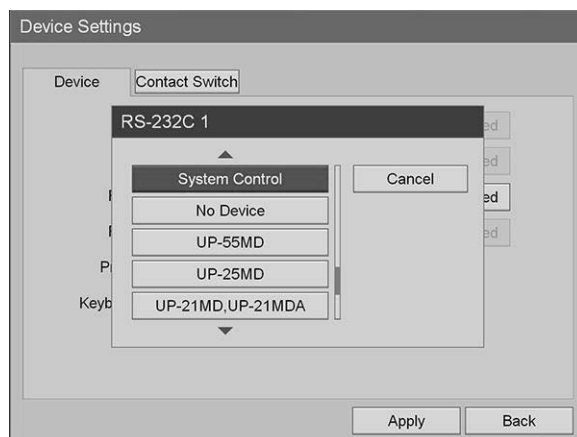 Device Settings
Device
Contact Switch
RS-232C 1
System Control
Cancel
No Device
UP-55MD
UP-25MD
UP-21MD,UP-21MDA
Apply
Back